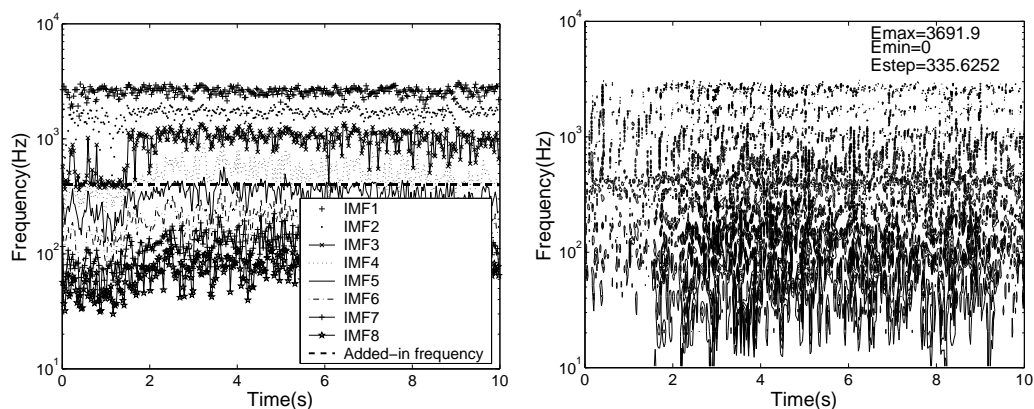 10^4
10^3
10^2
10^1
Frequency(Hz)
0 2 4 6 8 10
Time(s)
IMF1
IMF2
IMF3
IMF4
IMF5
IMF6
IMF7
IMF8
Added−in frequency
10^4
10^3
10^2
10^1
Frequency(Hz)
Emax=3691.9
Emin=0
Estep=335.6252
0 2 4 6 8 10
Time(s)